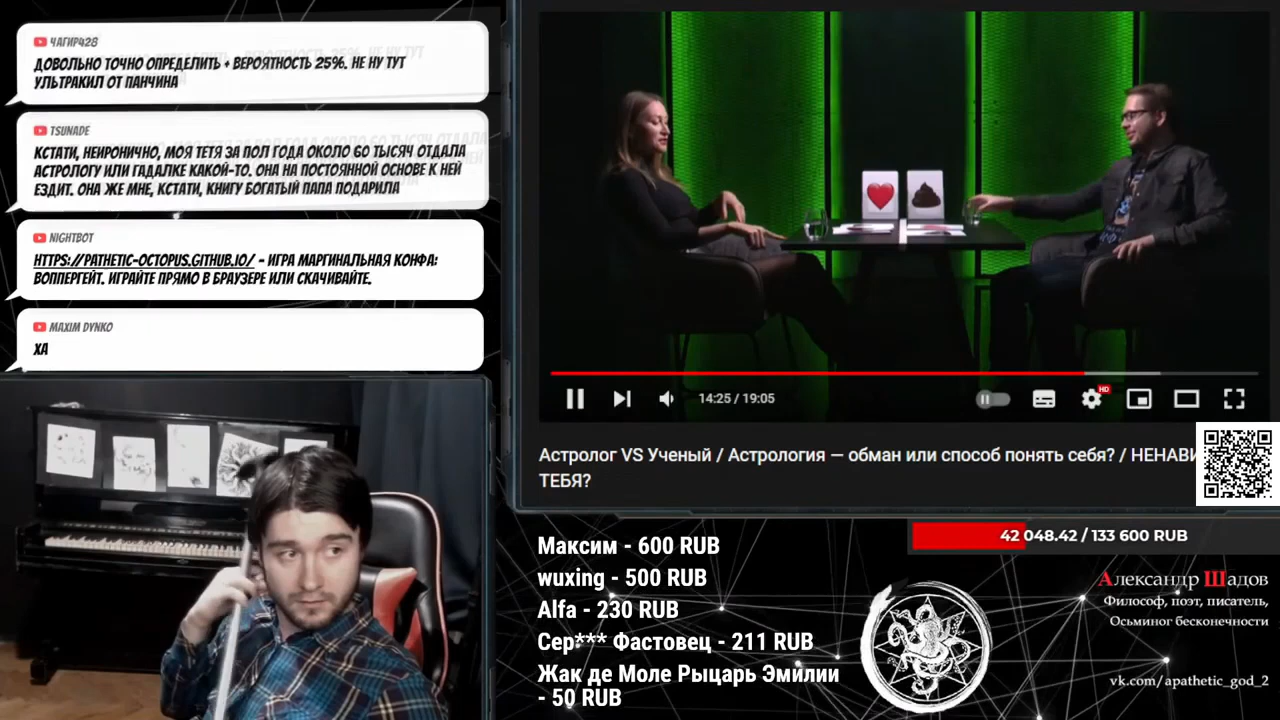 ЧАГИР428
ДОВОЛЬНО ТОЧНО ОПРЕДЕЛИТЬ + ВЕРОЯТНОСТЬ 25%. НЕ НУ ТУТ
УЛЬТРАКИЛ ОТ ПАНЧИНА
TSUNADE
КСТАТИ, НЕИРОНИЧНО, МОЯ ТЕТЯ ЗА ПОЛ ГОДА ОКОЛО 60 ТЫСЯЧ ОТДАЛА
АСТРОЛОГУ ИЛИ ГАДАЛКЕ КАКОЙ-ТО. ОНА НА ПОСТОЯННОЙ ОСНОВЕ К НЕЙ
ЕЗДИТ. ОНА ЖЕ МНЕ, КСТАТИ, КНИГУ БОГАТЫЙ ПАПА ПОДАРИЛА
NIGHTBOT
HTTPS://PATHETIC-OCTOPUS.GITHUB.IO/ - ИГРА МАРГИНАЛЬНАЯ КОНФА:
ВОППЕРГЕЙТ. ИГРАЙТЕ ПРЯМО В БРАУЗЕРЕ ИЛИ СКАЧИВАЙТЕ.
MAXIM DYNKO
ХА
14:25 / 19:05
HD
Астролог VS Ученый / Астрология — обман или способ понять себя? / НЕНАВИ
ТЕБЯ?
42 048.42 / 133 600 RUB
Максим - 600 RUB
wuxing - 500 RUB
Alfa - 230 RUB
Сер*** Фастовец - 211 RUB
Жак де Моле Рыцарь Эмилии
- 50 RUB
Александр Шадов
Философ, поэт, писатель,
Осьминог бесконечности
vk.com/apathetic_god_2